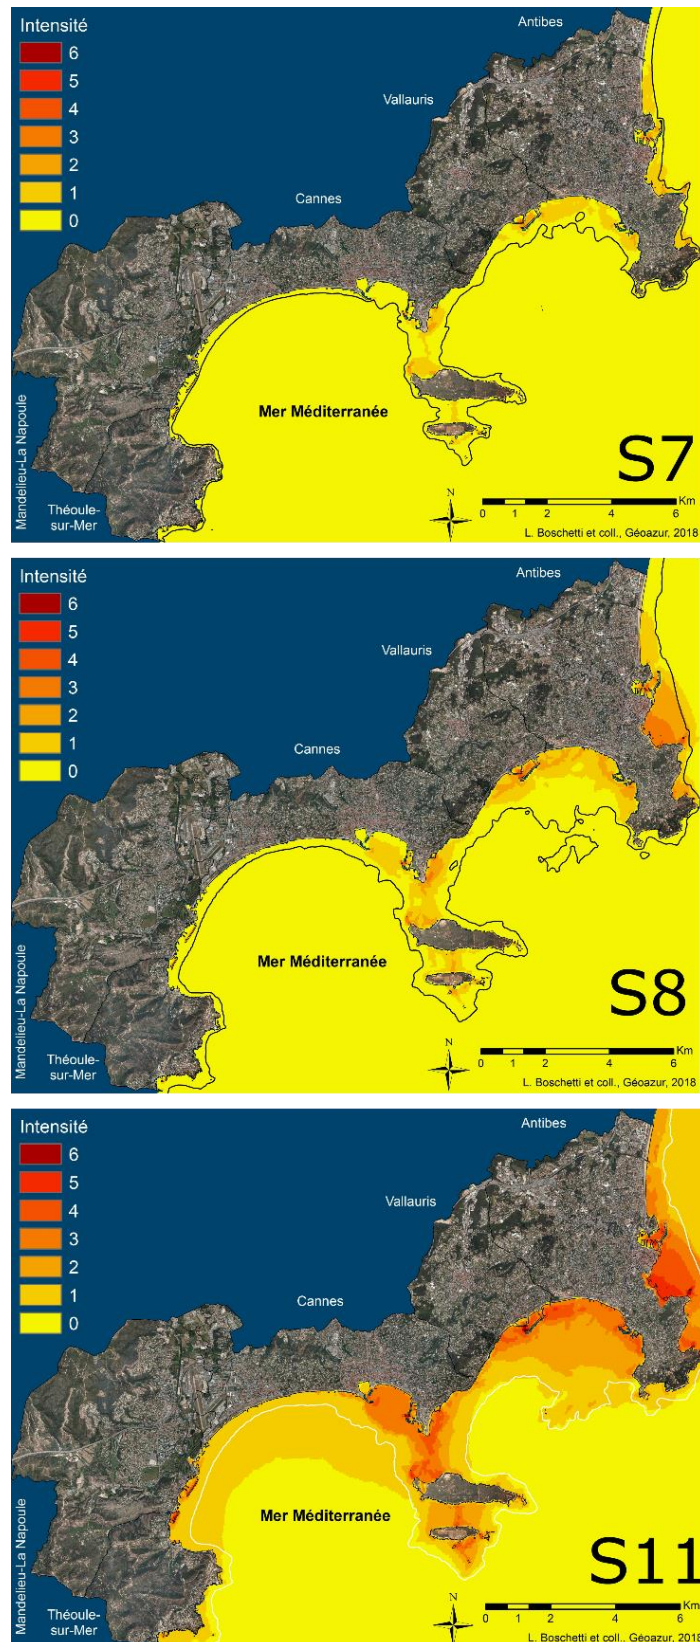 Antibes
Intensité
6
5
4
3
2
1
0
Vallauris
Cannes
Mer Méditerranée
Mandelieu-La Napoule
Théoule-
sur-Mer
S7
N
0 1 2 4 6 Km
L. Boschetti et coll., Géoazur, 2018
Antibes
Intensité
6
5
4
3
2
1
0
Vallauris
Cannes
Mer Méditerranée
Mandelieu-La Napoule
Théoule-
sur-Mer
S8
N
0 1 2 4 6 Km
L. Boschetti et coll., Géoazur, 2018
Antibes
Intensité
6
5
4
3
2
1
0
Vallauris
Cannes
Mer Méditerranée
Mandelieu-La Napoule
Théoule-
sur-Mer
S11
N
0 1 2 4 6 Km
L. Boschetti et coll., Géoazur, 2018